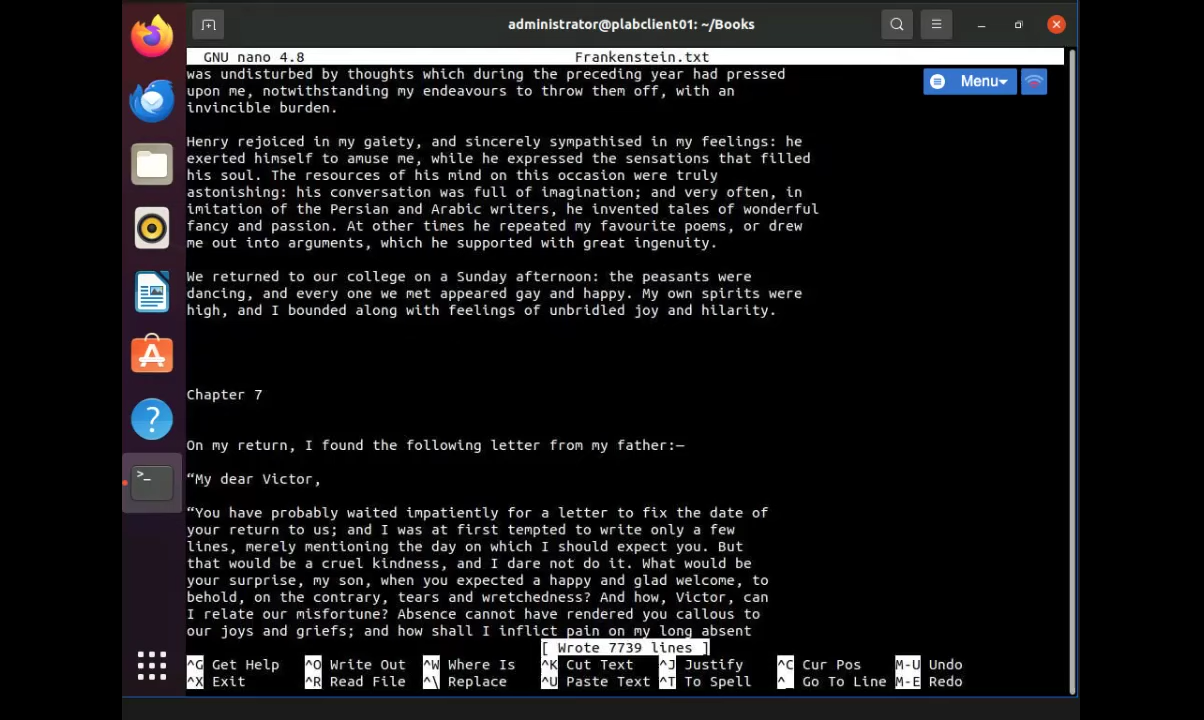 administrator@plabclient01: ~/Books
GNU nano 4.8 Frankenstein.txt
Menu
was undisturbed by thoughts which during the preceding year had pressed
upon me, notwithstanding my endeavours to throw them off, with an
invincible burden.
Henry rejoiced in my gaiety, and sincerely sympathised in my feelings: he
exerted himself to amuse me, while he expressed the sensations that filled
his soul. The resources of his mind on this occasion were truly
astonishing: his conversation was full of imagination; and very often, in
imitation of the Persian and Arabic writers, he invented tales of wonderful
fancy and passion. At other times he repeated my favourite poems, or drew
me out into arguments, which he supported with great ingenuity.
We returned to our college on a Sunday afternoon: the peasants were
dancing, and every one we met appeared gay and happy. My own spirits were
high, and I bounded along with feelings of unbridled joy and hilarity.
Chapter 7
On my return, I found the following letter from my father:—
“My dear Victor,
“You have probably waited impatiently for a letter to fix the date of
your return to us; and I was at first tempted to write only a few
lines, merely mentioning the day on which I should expect you. But
that would be a cruel kindness, and I dare not do it. What would be
your surprise, my son, when you expected a happy and glad welcome, to
behold, on the contrary, tears and wretchedness? And how, Victor, can
I relate our misfortune? Absence cannot have rendered you callous to
our joys and griefs; and how shall I inflict pain on my long absent
[ Wrote 7739 lines ]
^G Get Help ^O Write Out ^W Where Is ^K Cut Text ^J Justify ^C Cur Pos M-U Undo
^X Exit ^R Read File ^\ Replace ^U Paste Text ^T To Spell ^_ Go To Line M-E Redo